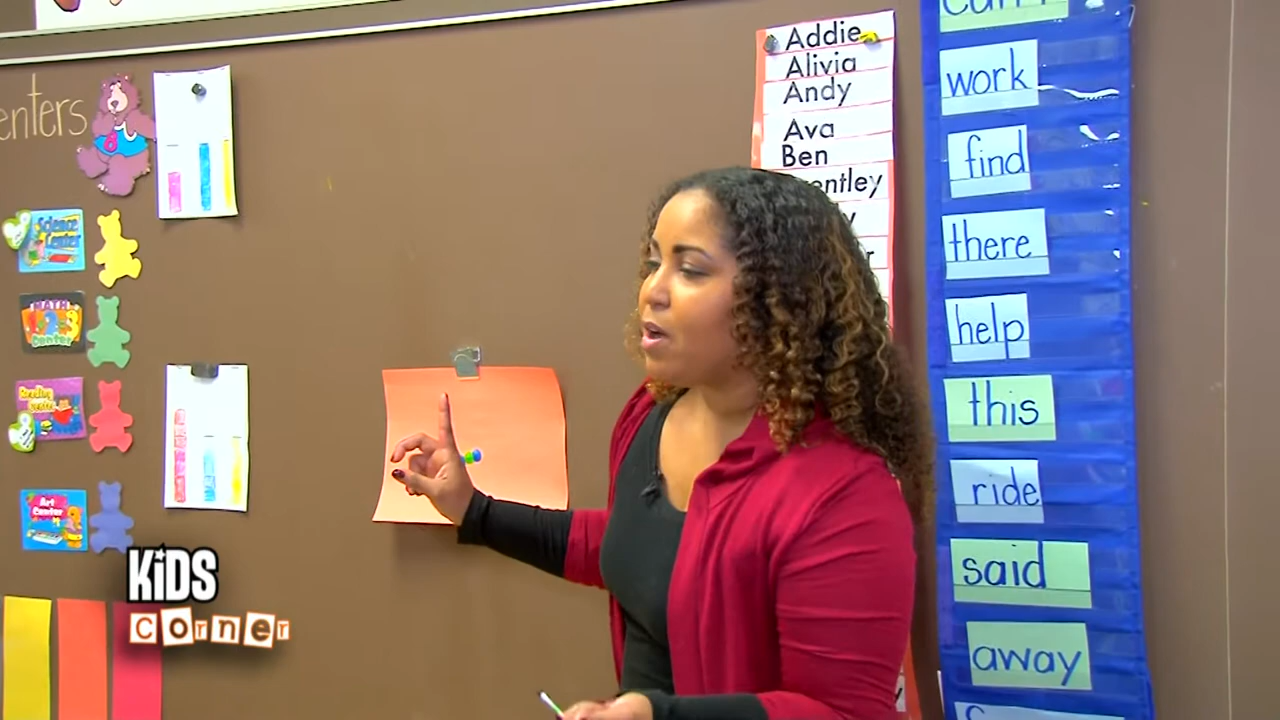 enters
Science
Center
MATH
123
Center
Reading
Art
Center
KiDS
corner
Addie
Alivia
Andy
Ava
Ben
entley
work
find
there
help
this
ride
said
away